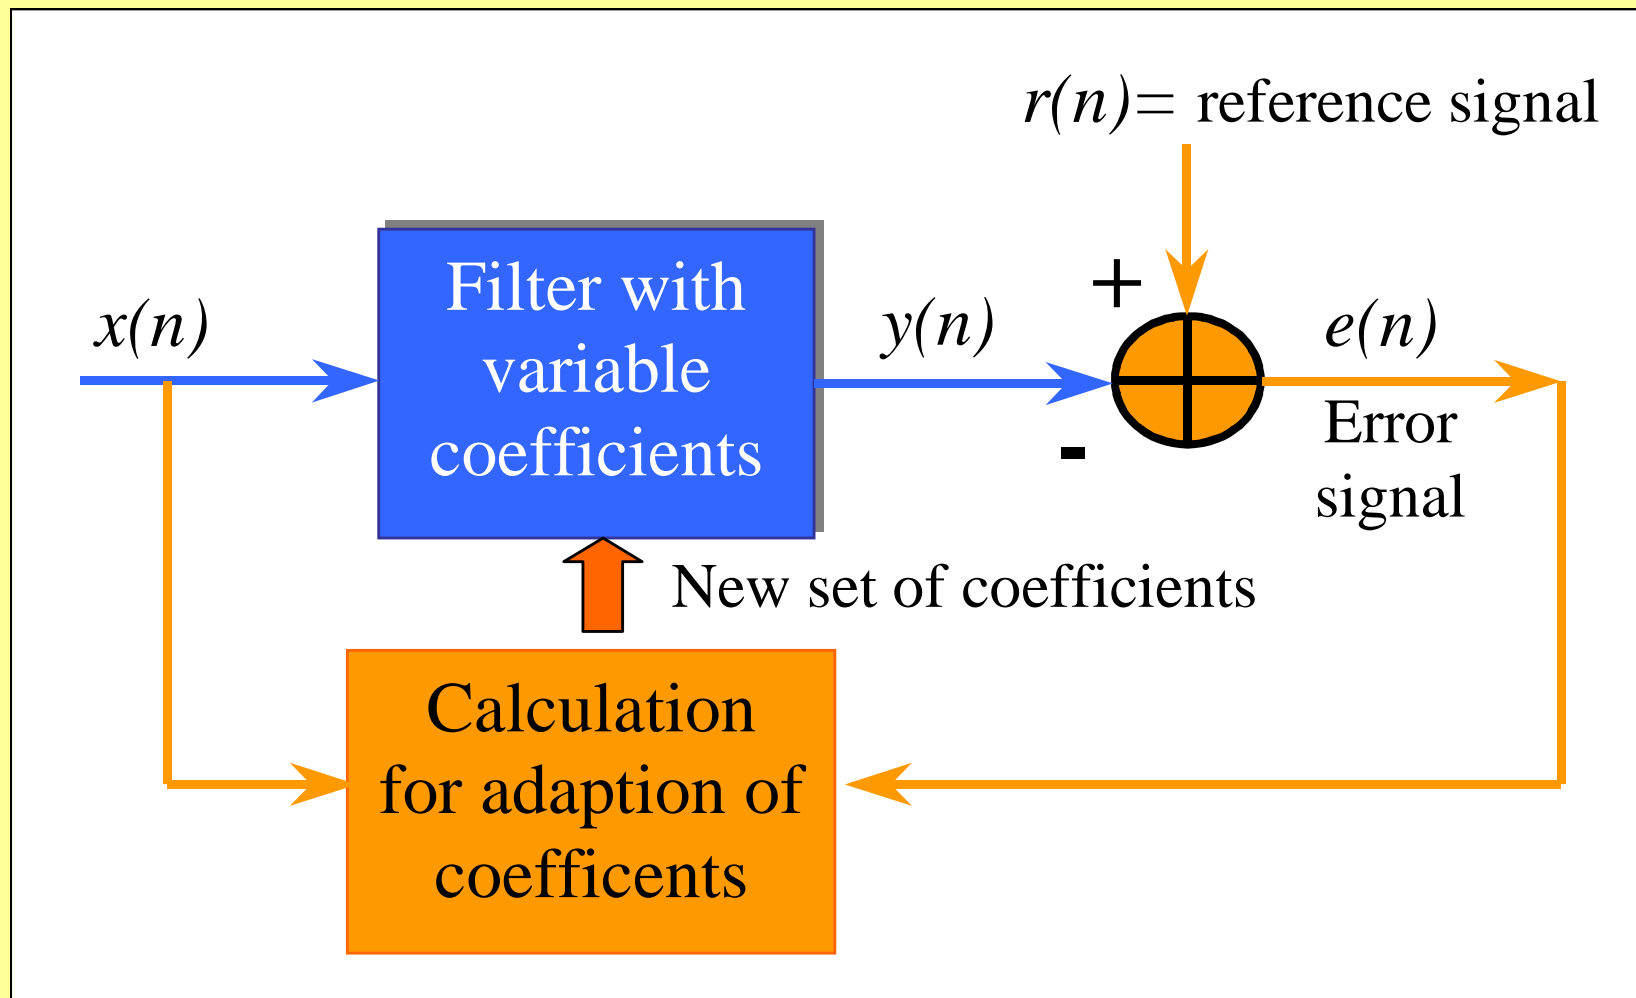 r(n)= reference signal
Filter with
variable
coefficients
x(n)
y(n)
+
-
e(n)
Error
signal
New set of coefficients
Calculation
for adaption of
coefficents